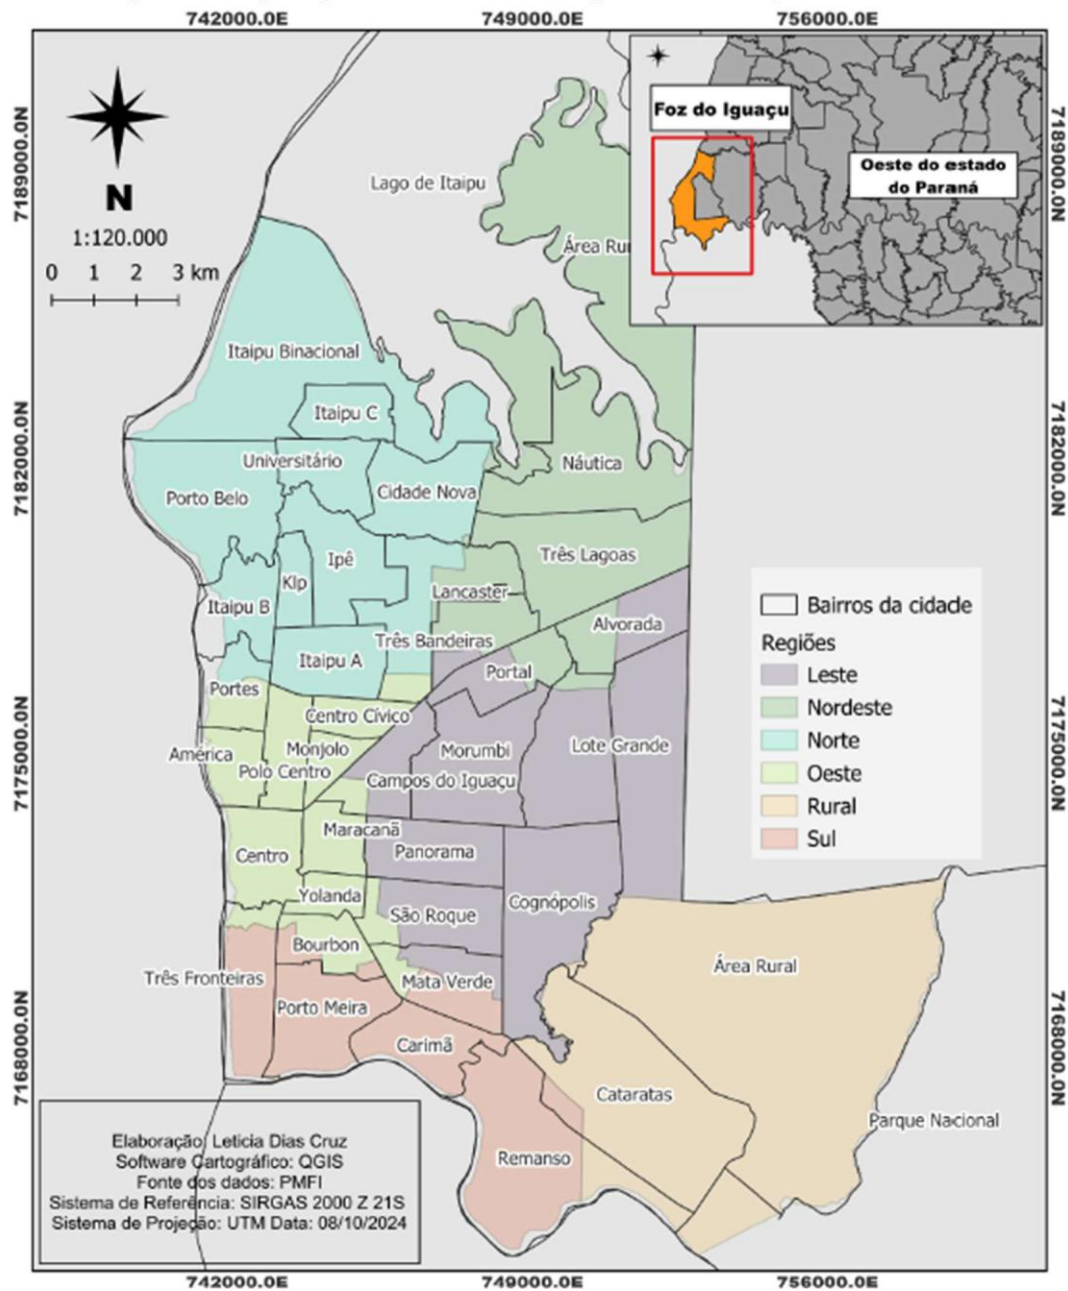 742000.0E 749000.0E 756000.0E
7189000.0N
7182000.0N
7175000.0N
7168000.0N
7189000.0N
7182000.0N
7175000.0N
7168000.0N
N
1:120.000
0 1 2 3 km
Foz do Iguaçu
Oeste do estado
do Paraná
Lago de Itaipu
Área Rur
Itaipu Binacional
Itaipu C
Universitário
Náutica
Porto Belo
Cidade Nova
Ipê
Três Lagoas
Klp
Lancaster
Itaipu B
Alvorada
Três Bandeiras
Itaipu A
Portal
Portes
Centro Cívico
América
Monjolo
Morumbi
Lote Grande
Polo Centro
Campos do Iguaçu
Maracanã
Centro
Panorama
Yolanda
Cognópolis
São Roque
Bourbon
Três Fronteiras
Mata Verde
Área Rural
Porto Meira
Carimã
Cataratas
Parque Nacional
Remanso
Bairros da cidade
Regiões
Leste
Nordeste
Norte
Oeste
Rural
Sul
Elaboração: Leticia Dias Cruz
Software Cartográfico: QGIS
Fonte dos dados: PMFI
Sistema de Referência: SIRGAS 2000 Z 21S
Sistema de Projeção: UTM Data: 08/10/2024
742000.0E 749000.0E 756000.0E